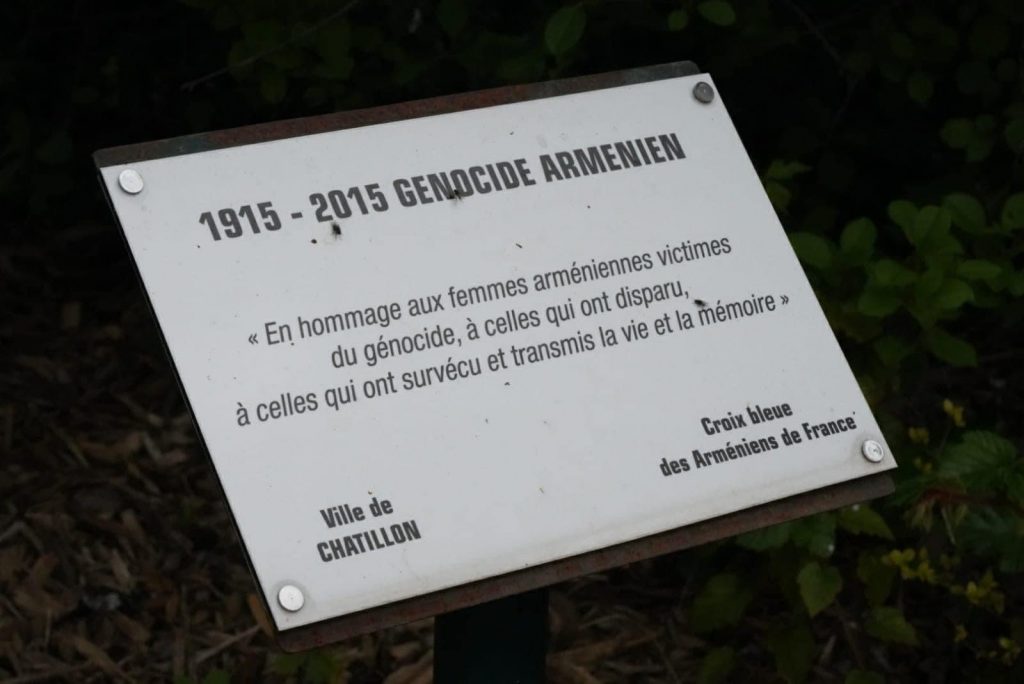 1915 - 2015 GENOCIDE ARMENIEN
« En hommage aux femmes arméniennes victimes
du génocide, à celles qui ont disparu,
à celles qui ont survécu et transmis la vie et la mémoire »
Croix bleue
des Arméniens de France
Ville de
CHATILLON